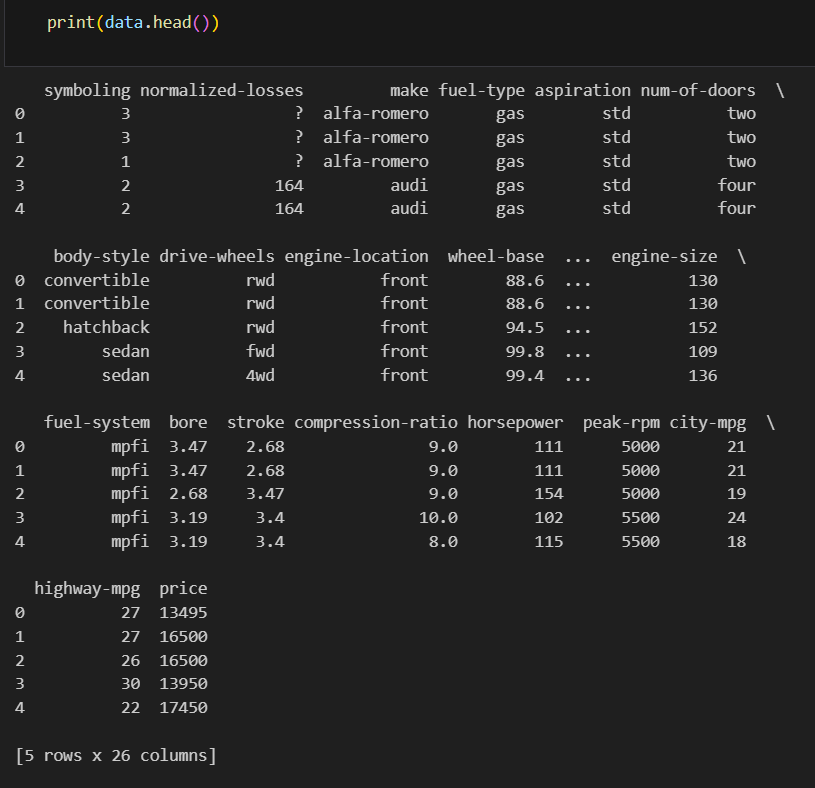 print(data.head())
symboling normalized-losses make fuel-type aspiration num-of-doors \
0 3 ? alfa-romero gas std two
1 3 ? alfa-romero gas std two
2 1 ? alfa-romero gas std two
3 2 164 audi gas std four
4 2 164 audi gas std four
body-style drive-wheels engine-location wheel-base ... engine-size \
0 convertible rwd front 88.6 ... 130
1 convertible rwd front 88.6 ... 130
2 hatchback rwd front 94.5 ... 152
3 sedan fwd front 99.8 ... 109
4 sedan 4wd front 99.4 ... 136
fuel-system bore stroke compression-ratio horsepower peak-rpm city-mpg \
0 mpfi 3.47 2.68 9.0 111 5000 21
1 mpfi 3.47 2.68 9.0 111 5000 21
2 mpfi 2.68 3.47 9.0 154 5000 19
3 mpfi 3.19 3.4 10.0 102 5500 24
4 mpfi 3.19 3.4 8.0 115 5500 18
highway-mpg price
0 27 13495
1 27 16500
2 26 16500
3 30 13950
4 22 17450
[5 rows x 26 columns]